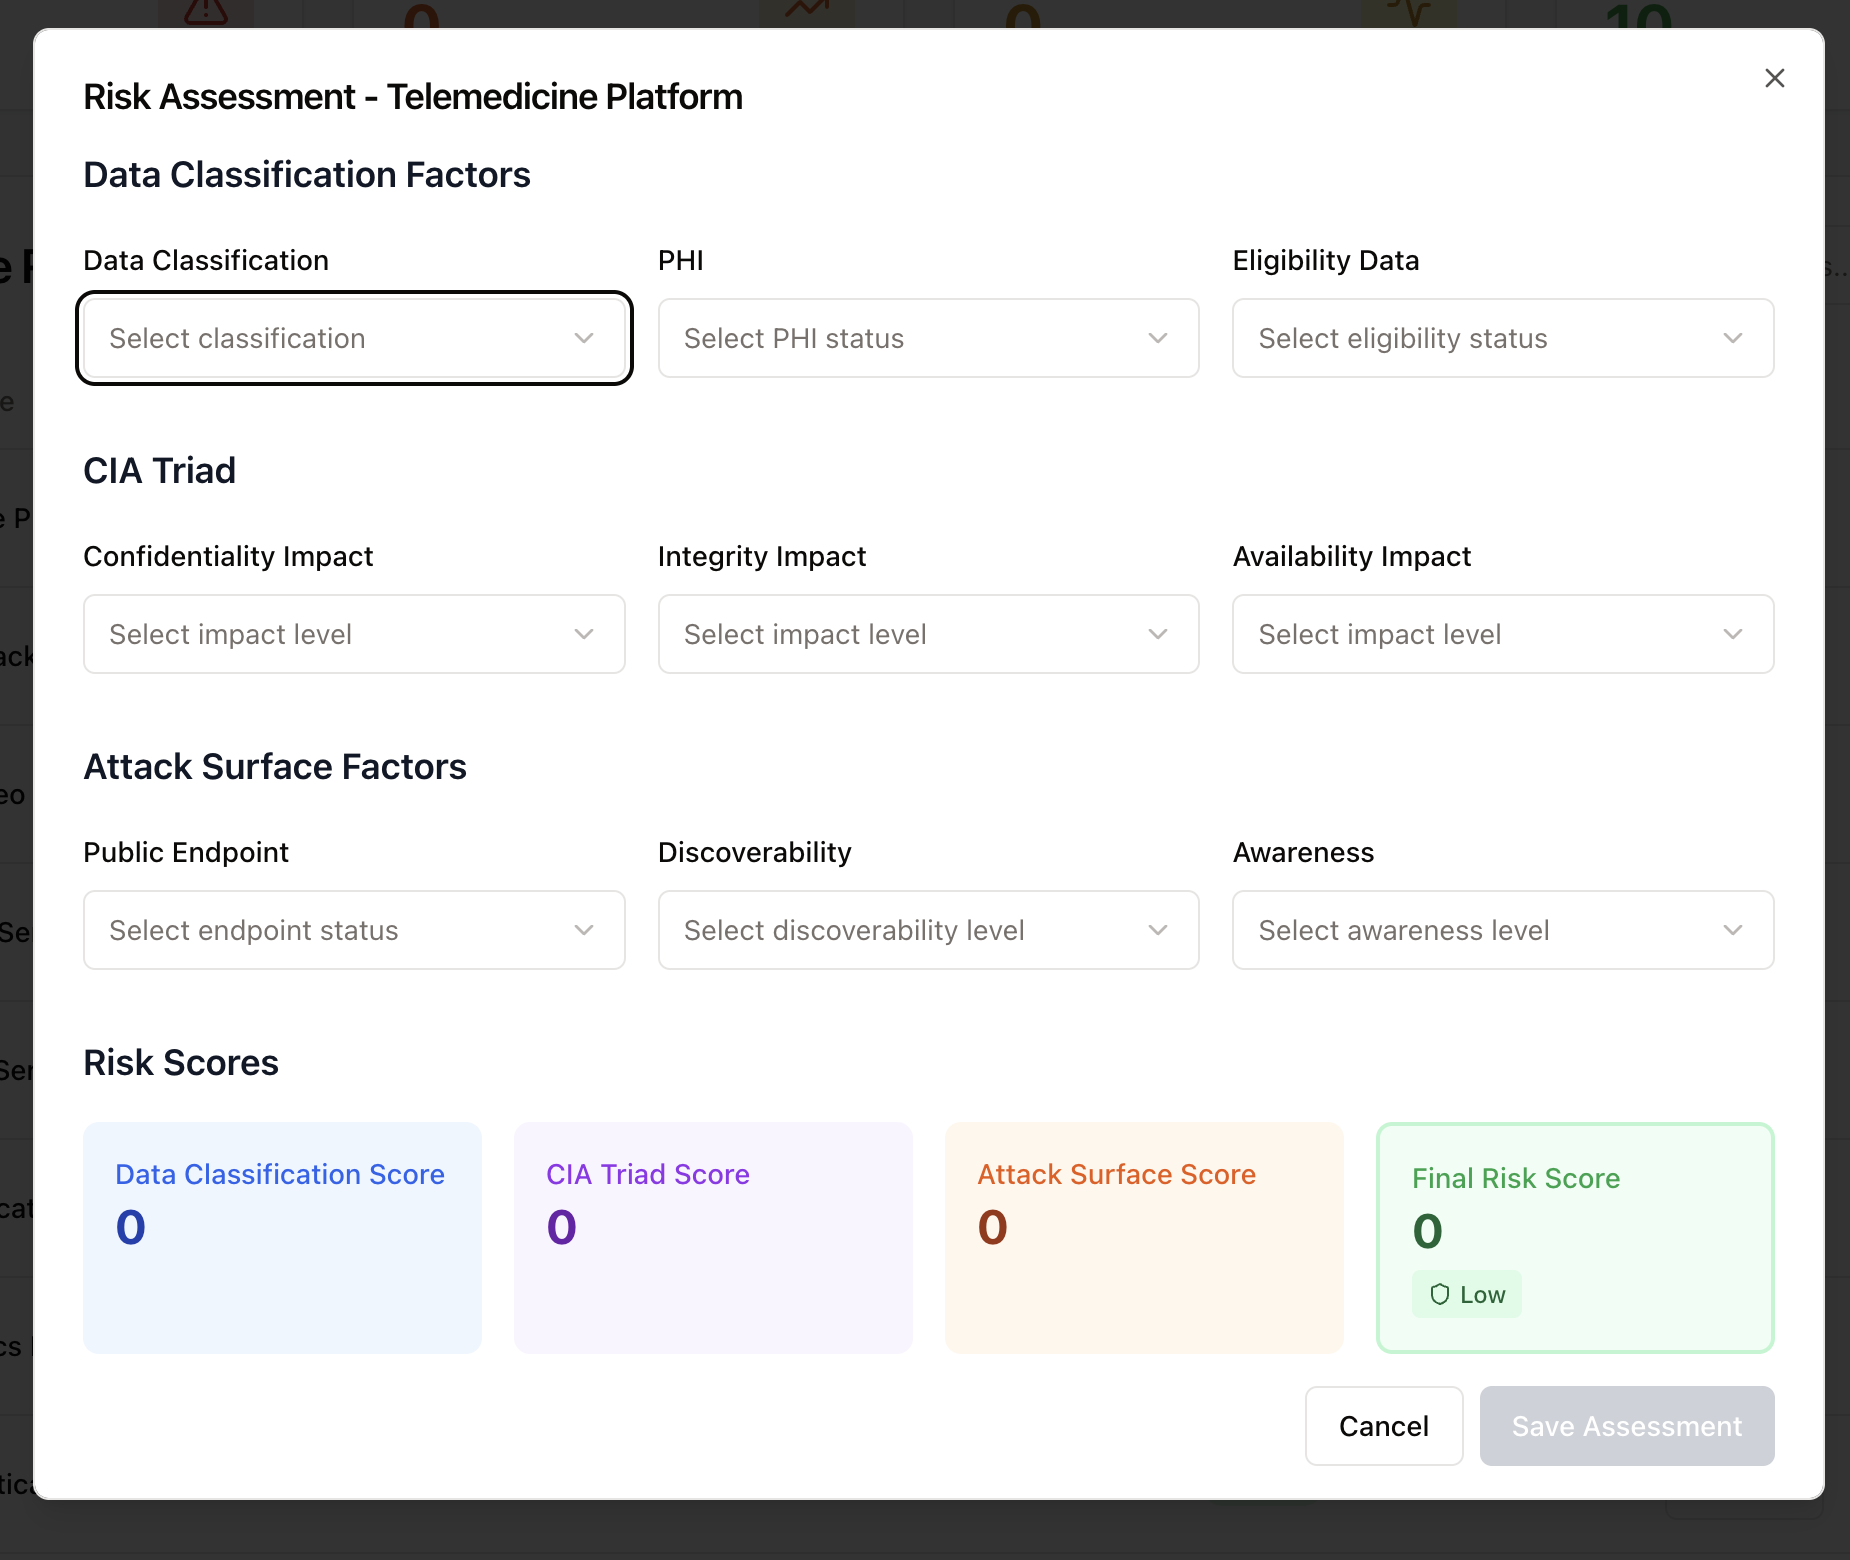 Risk Assessment - Telemedicine Platform
Data Classification Factors
Data Classification PHI Eligibility Data
Select classification Select PHI status Select eligibility status
CIA Triad
Confidentiality Impact Integrity Impact Availability Impact
Select impact level Select impact level Select impact level
Attack Surface Factors
Public Endpoint Discoverability Awareness
Select endpoint status Select discoverability level Select awareness level
Risk Scores
Data Classification Score CIA Triad Score Attack Surface Score Final Risk Score
0 0 0 0
Low
Cancel Save Assessment